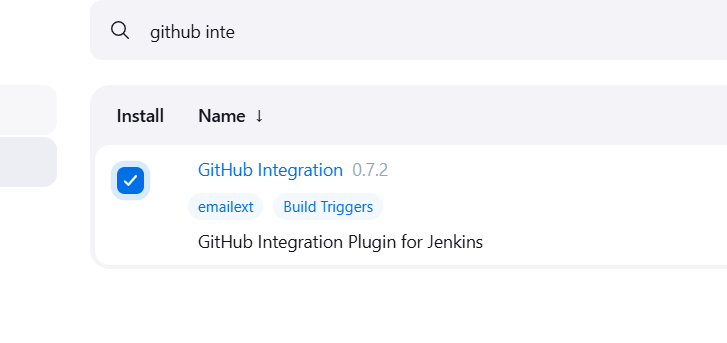 github inte
Install Name ↓
GitHub Integration 0.7.2
emailext Build Triggers
GitHub Integration Plugin for Jenkins